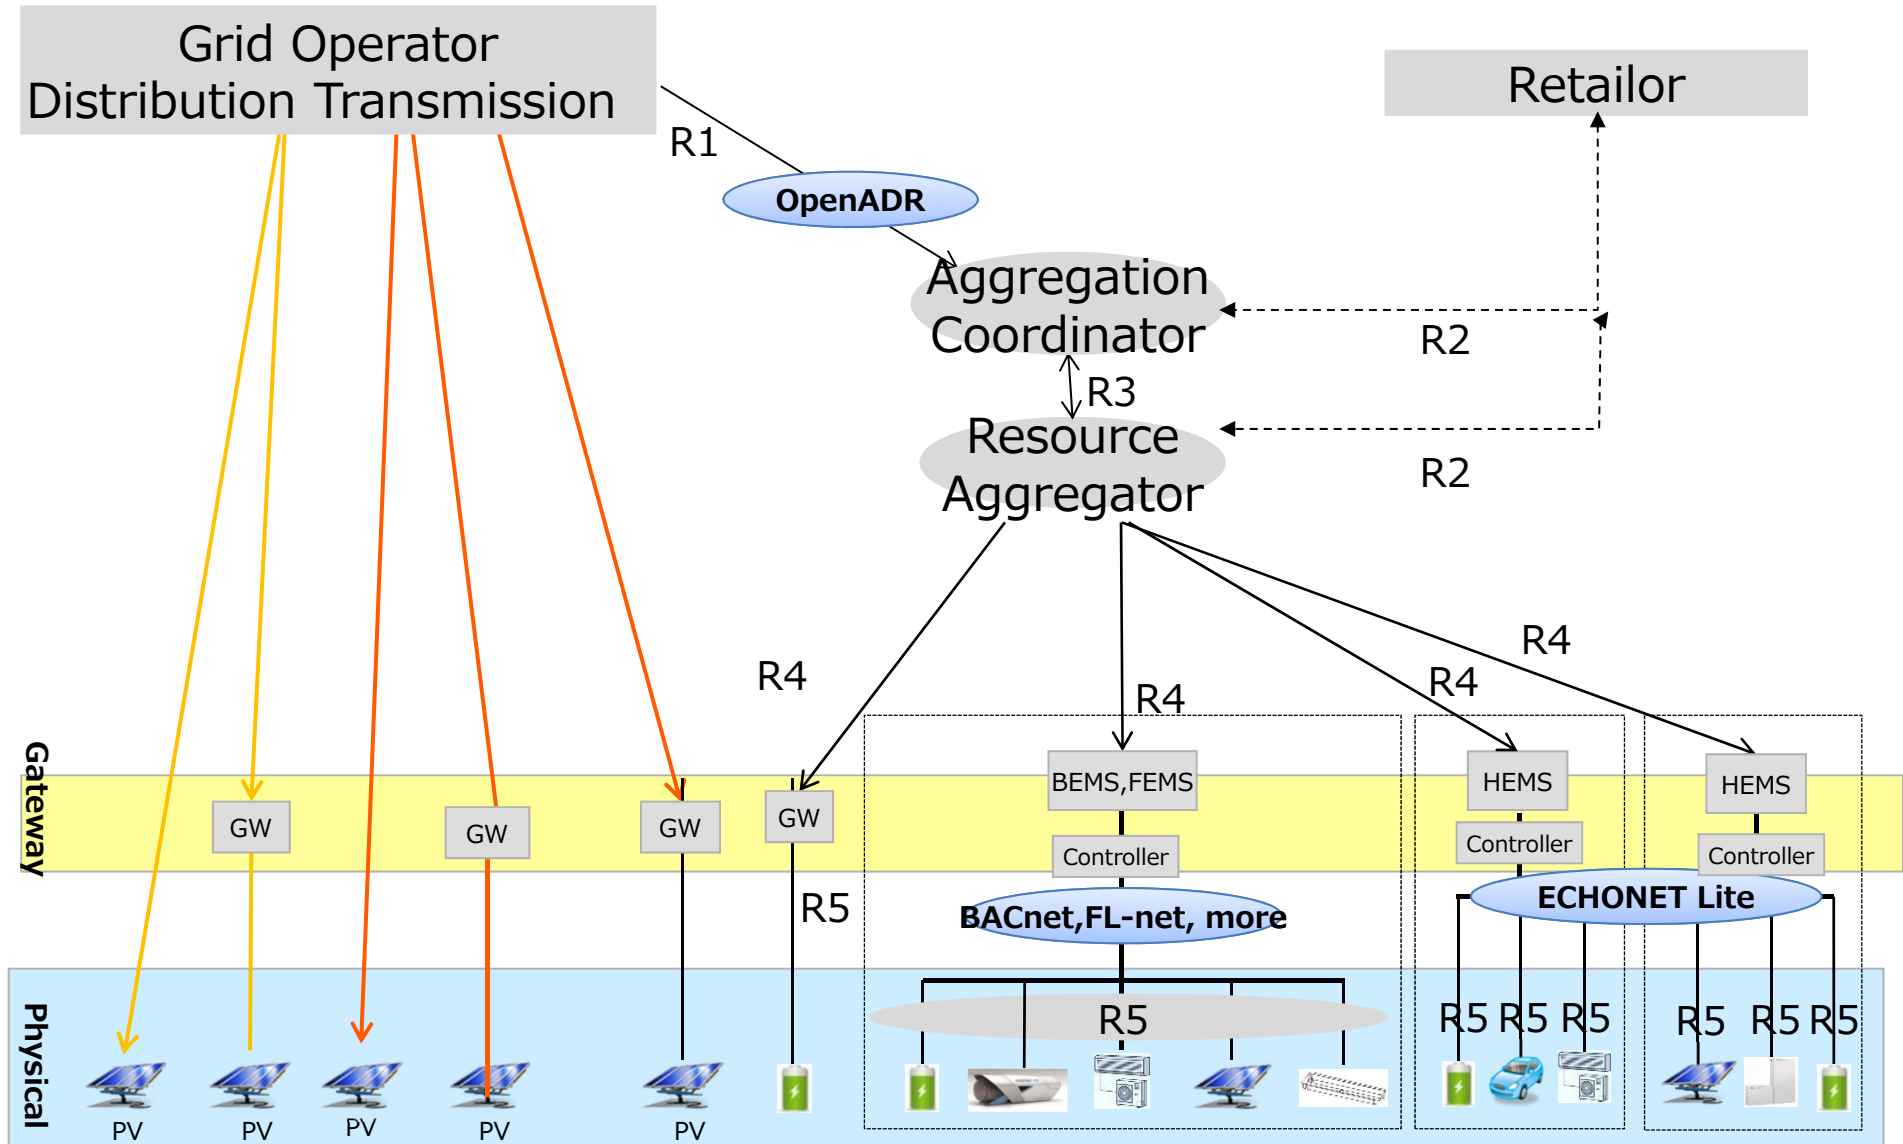 Grid Operator
Distribution Transmission
Retailor
R1
OpenADR
Aggregation
Coordinator
R2
R3
Resource
Aggregator
R2
R4
R4
R4
R4
Gateway
GW
GW
GW
GW
BEMS,FEMS
HEMS
HEMS
Controller
Controller
Controller
R5
BACnet,FL-net, more
ECHONET Lite
Physical
R5
R5 R5 R5
R5 R5 R5
PV
PV
PV
PV
PV